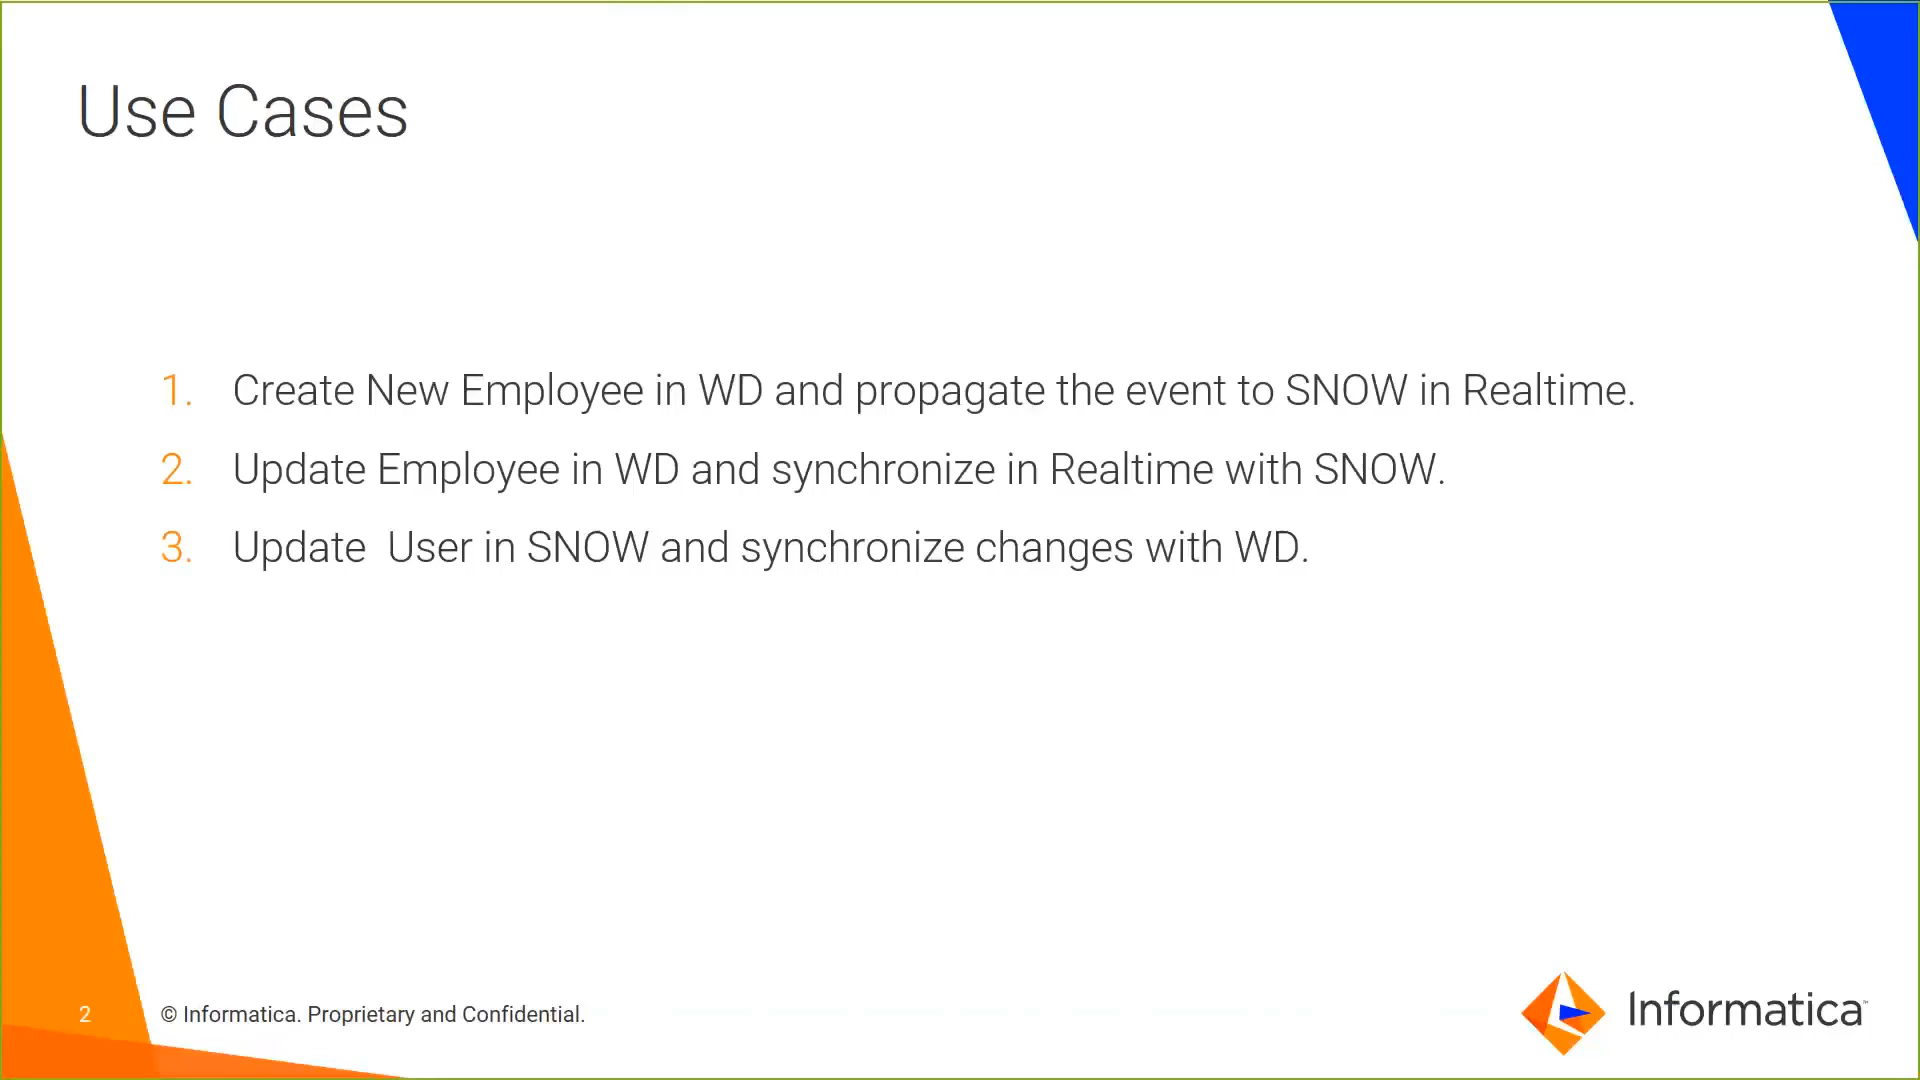 Use Cases
1. Create New Employee in WD and propagate the event to SNOW in Realtime.
2. Update Employee in WD and synchronize in Realtime with SNOW.
3. Update  User in SNOW and synchronize changes with WD.
2
© Informatica. Proprietary and Confidential.
Informatica™